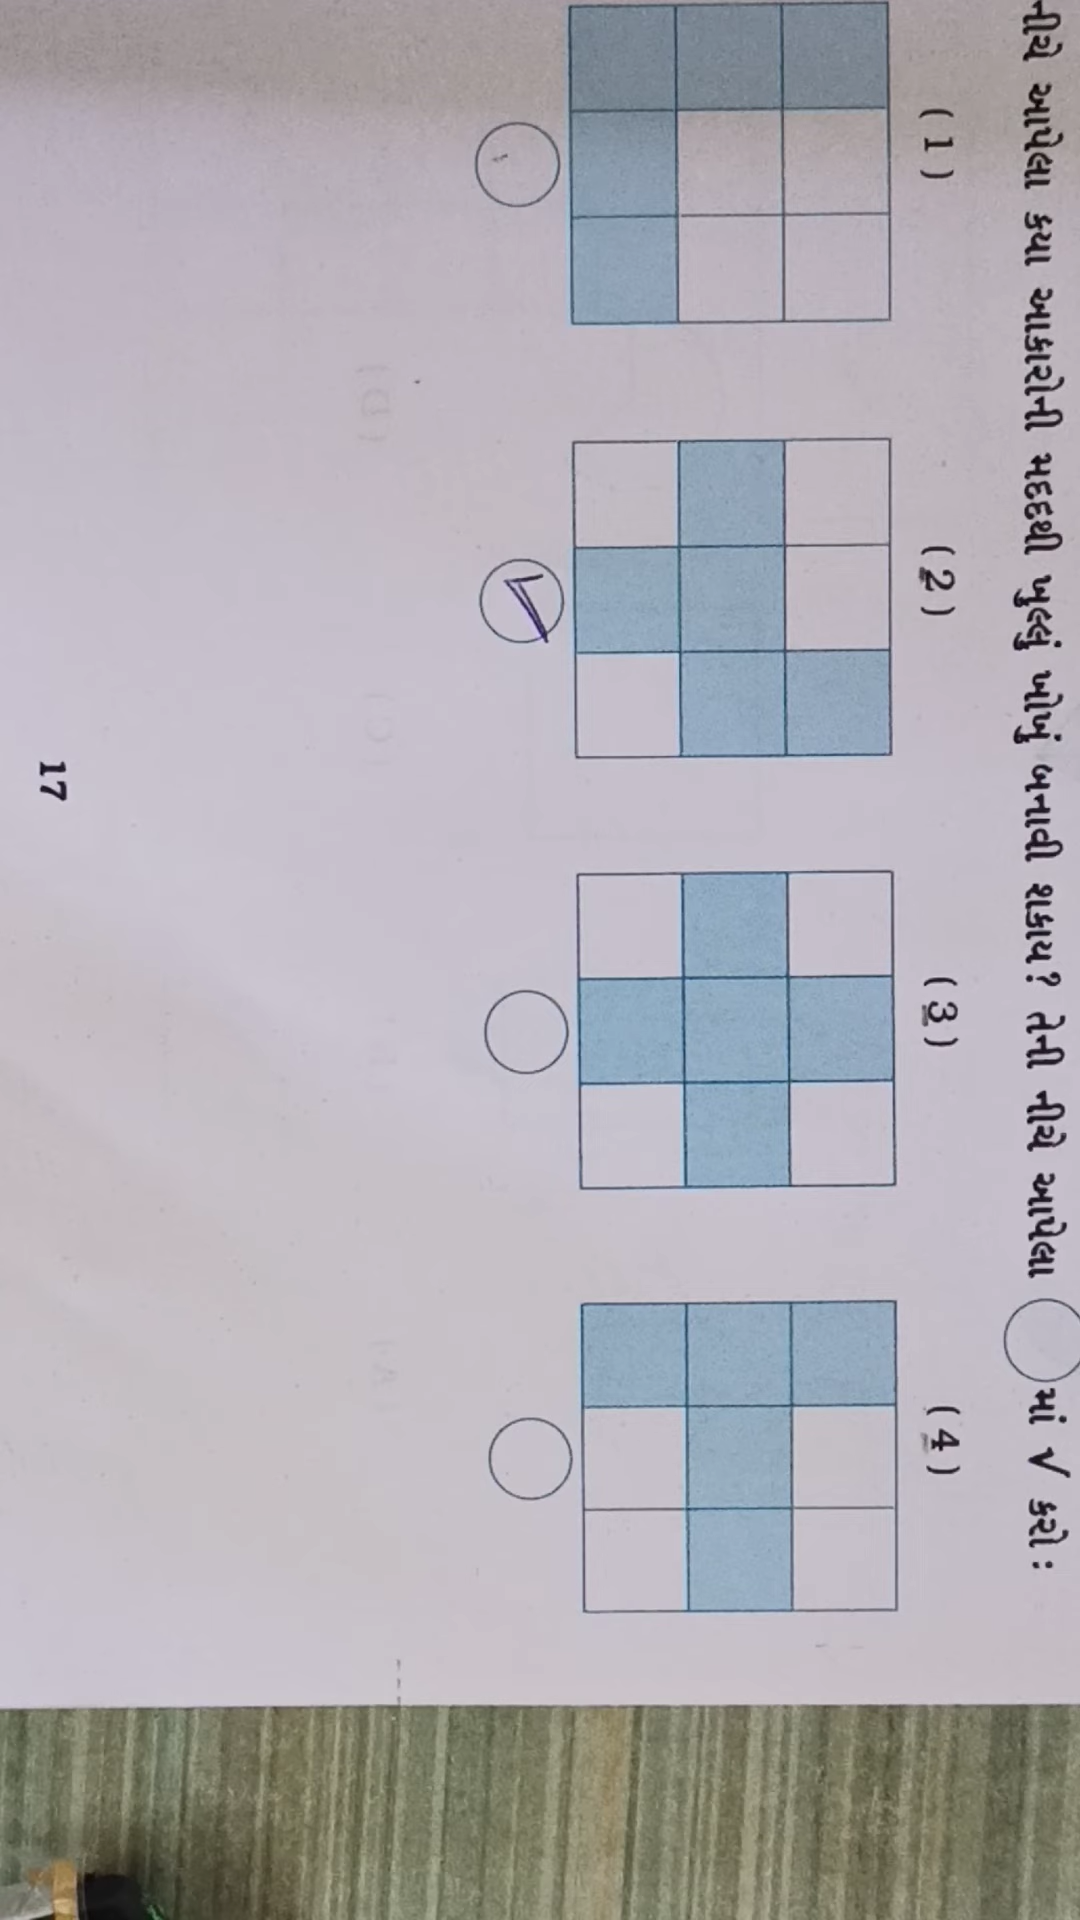 નીચે આપેલા કયા આકારોની મદદથી ખુલ્લું ખોખું બનાવી શકાય? તેની નીચે આપેલા ◯ માં √ કરો:
(1) (2) (3) (4)
17